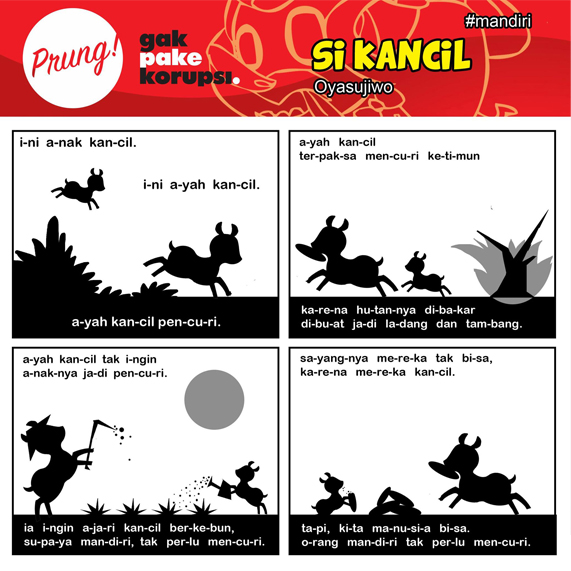 Prung!
gak
pake
korupsi.
#mandiri
Si KANCiL
Oyasujiwo
i-ni a-nak kan-cil.
i-ni a-yah kan-cil.
a-yah kan-cil pen-cu-ri.
a-yah kan-cil
ter-pak-sa men-cu-ri ke-ti-mun
ka-re-na hu-tan-nya di-ba-kar
di-bu-at ja-di la-dang dan tam-bang.
a-yah kan-cil tak i-ngin
a-nak-nya ja-di pen-cu-ri.
ia i-ngin a-ja-ri kan-cil ber-ke-bun,
su-pa-ya man-di-ri, tak per-lu men-cu-ri.
sa-yang-nya me-re-ka tak bi-sa,
ka-re-na me-re-ka kan-cil.
ta-pi, ki-ta ma-nu-si-a bi-sa.
o-rang man-di-ri tak per-lu men-cu-ri.